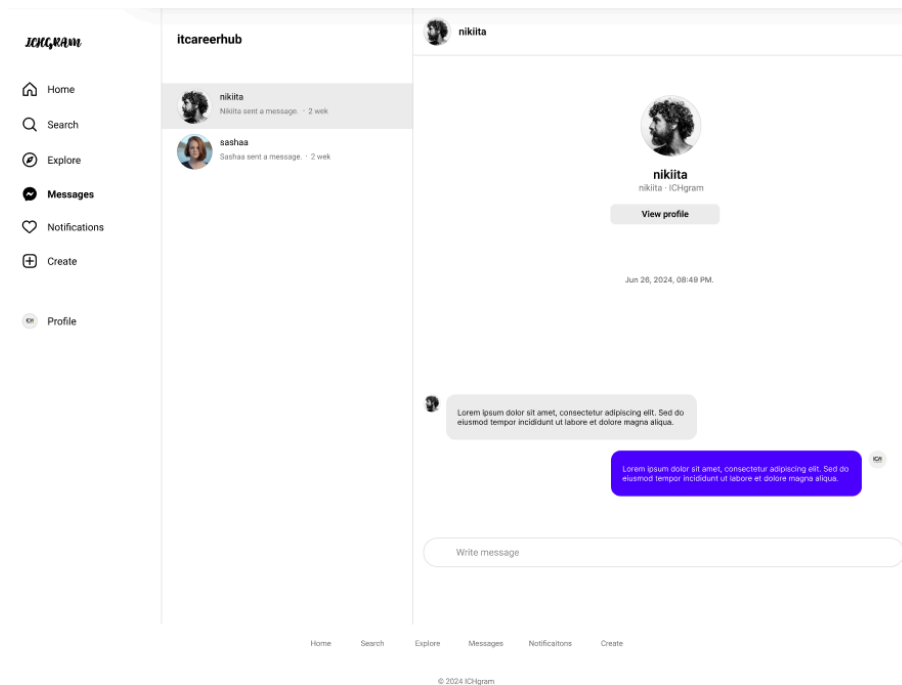 ICHGRAM
Home
Search
Explore
Messages
Notifications
Create
Profile
itcareerhub
nikiita
Nikiita sent a message. · 2 wek
sashaa
Sashaa sent a message. · 2 wek
nikiita
nikiita
nikiita · ICHgram
View profile
Jun 26, 2024, 08:49 PM.
Lorem ipsum dolor sit amet, consectetur adipiscing elit. Sed do
eiusmod tempor incididunt ut labore et dolore magna aliqua.
Lorem ipsum dolor sit amet, consectetur adipiscing elit. Sed do
eiusmod tempor incididunt ut labore et dolore magna aliqua.
ICH
Write message
Home Search Explore Messages Notificaitons Create
© 2024 ICHgram